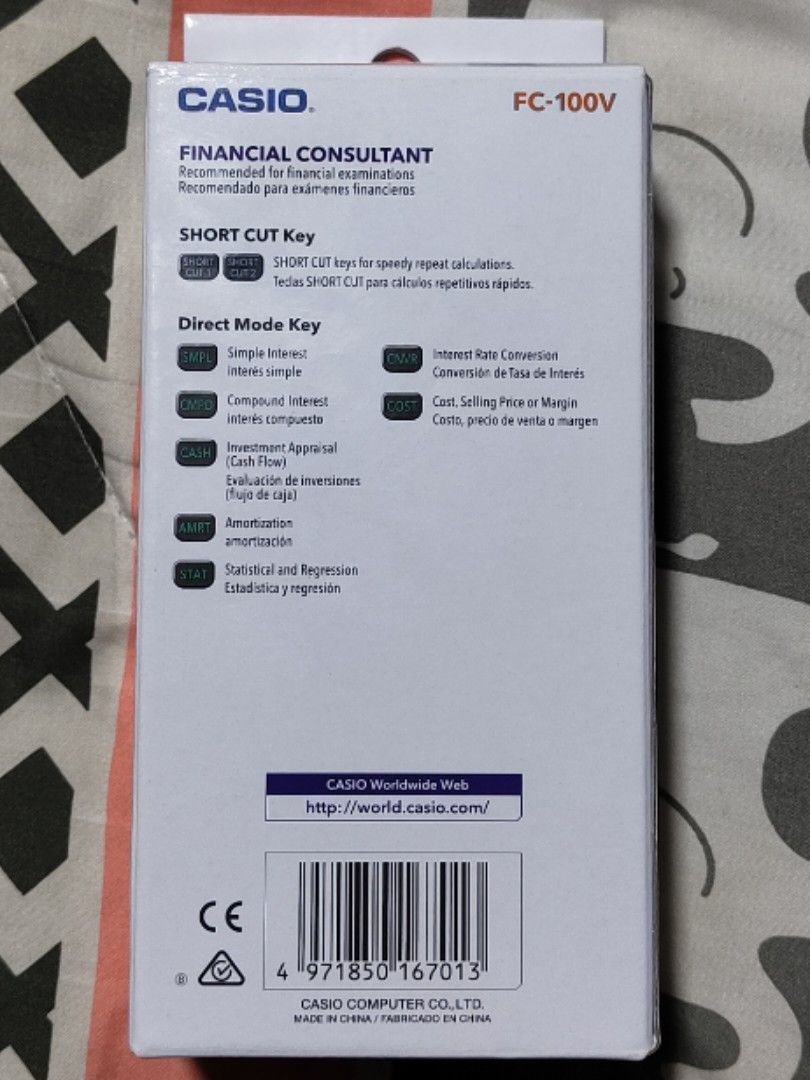 CASIO®
FC-100V
FINANCIAL CONSULTANT
Recommended for financial examinations
Recomendado para exámenes financieros
SHORT CUT Key
SHORT CUT 1
SHORT CUT 2
SHORT CUT keys for speedy repeat calculations.
Teclas SHORT CUT para cálculos repetitivos rápidos.
Direct Mode Key
SMPL
Simple Interest
interés simple
CNVR
Interest Rate Conversion
Conversión de Tasa de Interés
CMPD
Compound Interest
interés compuesto
COST
Cost, Selling Price or Margin
Costo, precio de venta o margen
CASH
Investment Appraisal
(Cash Flow)
Evaluación de inversiones
(flujo de caja)
AMRT
Amortization
amortización
STAT
Statistical and Regression
Estadística y regresión
CASIO Worldwide Web
http://world.casio.com/
CE
Ⓑ
4 971850 167013
CASIO COMPUTER CO.,LTD.
MADE IN CHINA / FABRICADO EN CHINA